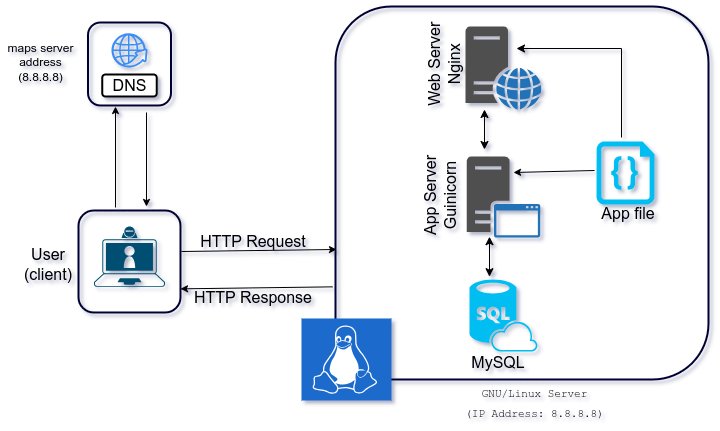 maps server
address
(8.8.8.8)
DNS
User
(client)
HTTP Request
HTTP Response
Web Server
Nginx
App Server
Guinicorn
{}
App file
SQL
MySQL
GNU/Linux Server
(IP Address: 8.8.8.8)